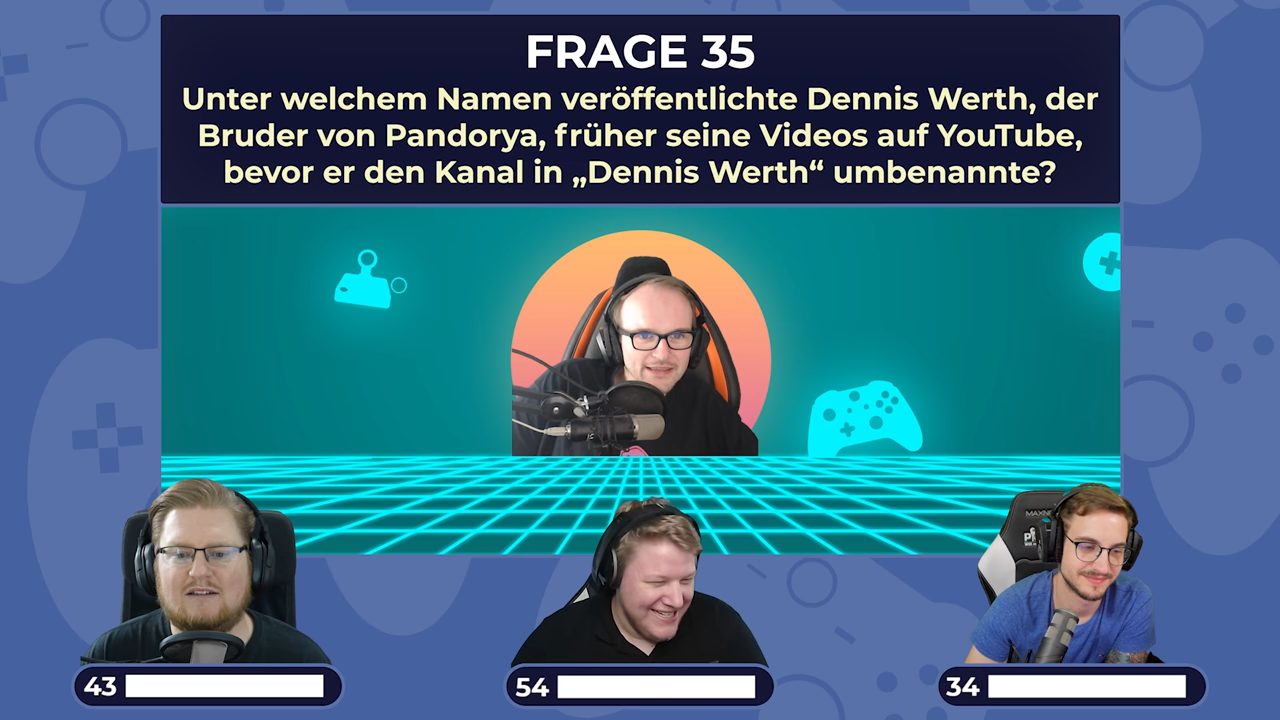 FRAGE 35
Unter welchem Namen veröffentlichte Dennis Werth, der
Bruder von Pandorya, früher seine Videos auf YouTube,
bevor er den Kanal in „Dennis Werth“ umbenannte?
43
54
34